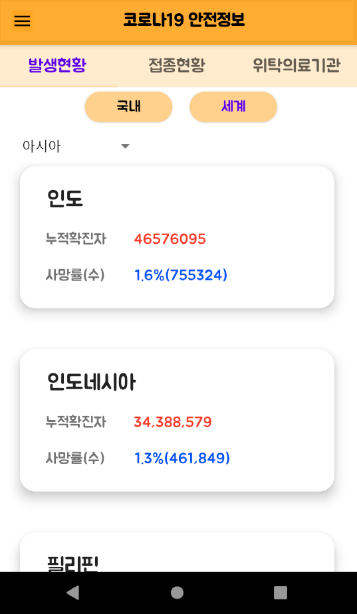 코로나19 안전정보
발생현황 접종현황 위탁의료기관
국내 세계
아시아
인도
누적확진자 46576095
사망률(수) 1.6%(755324)
인도네시아
누적확진자 34,388,579
사망률(수) 1.3%(461,849)
필리핀